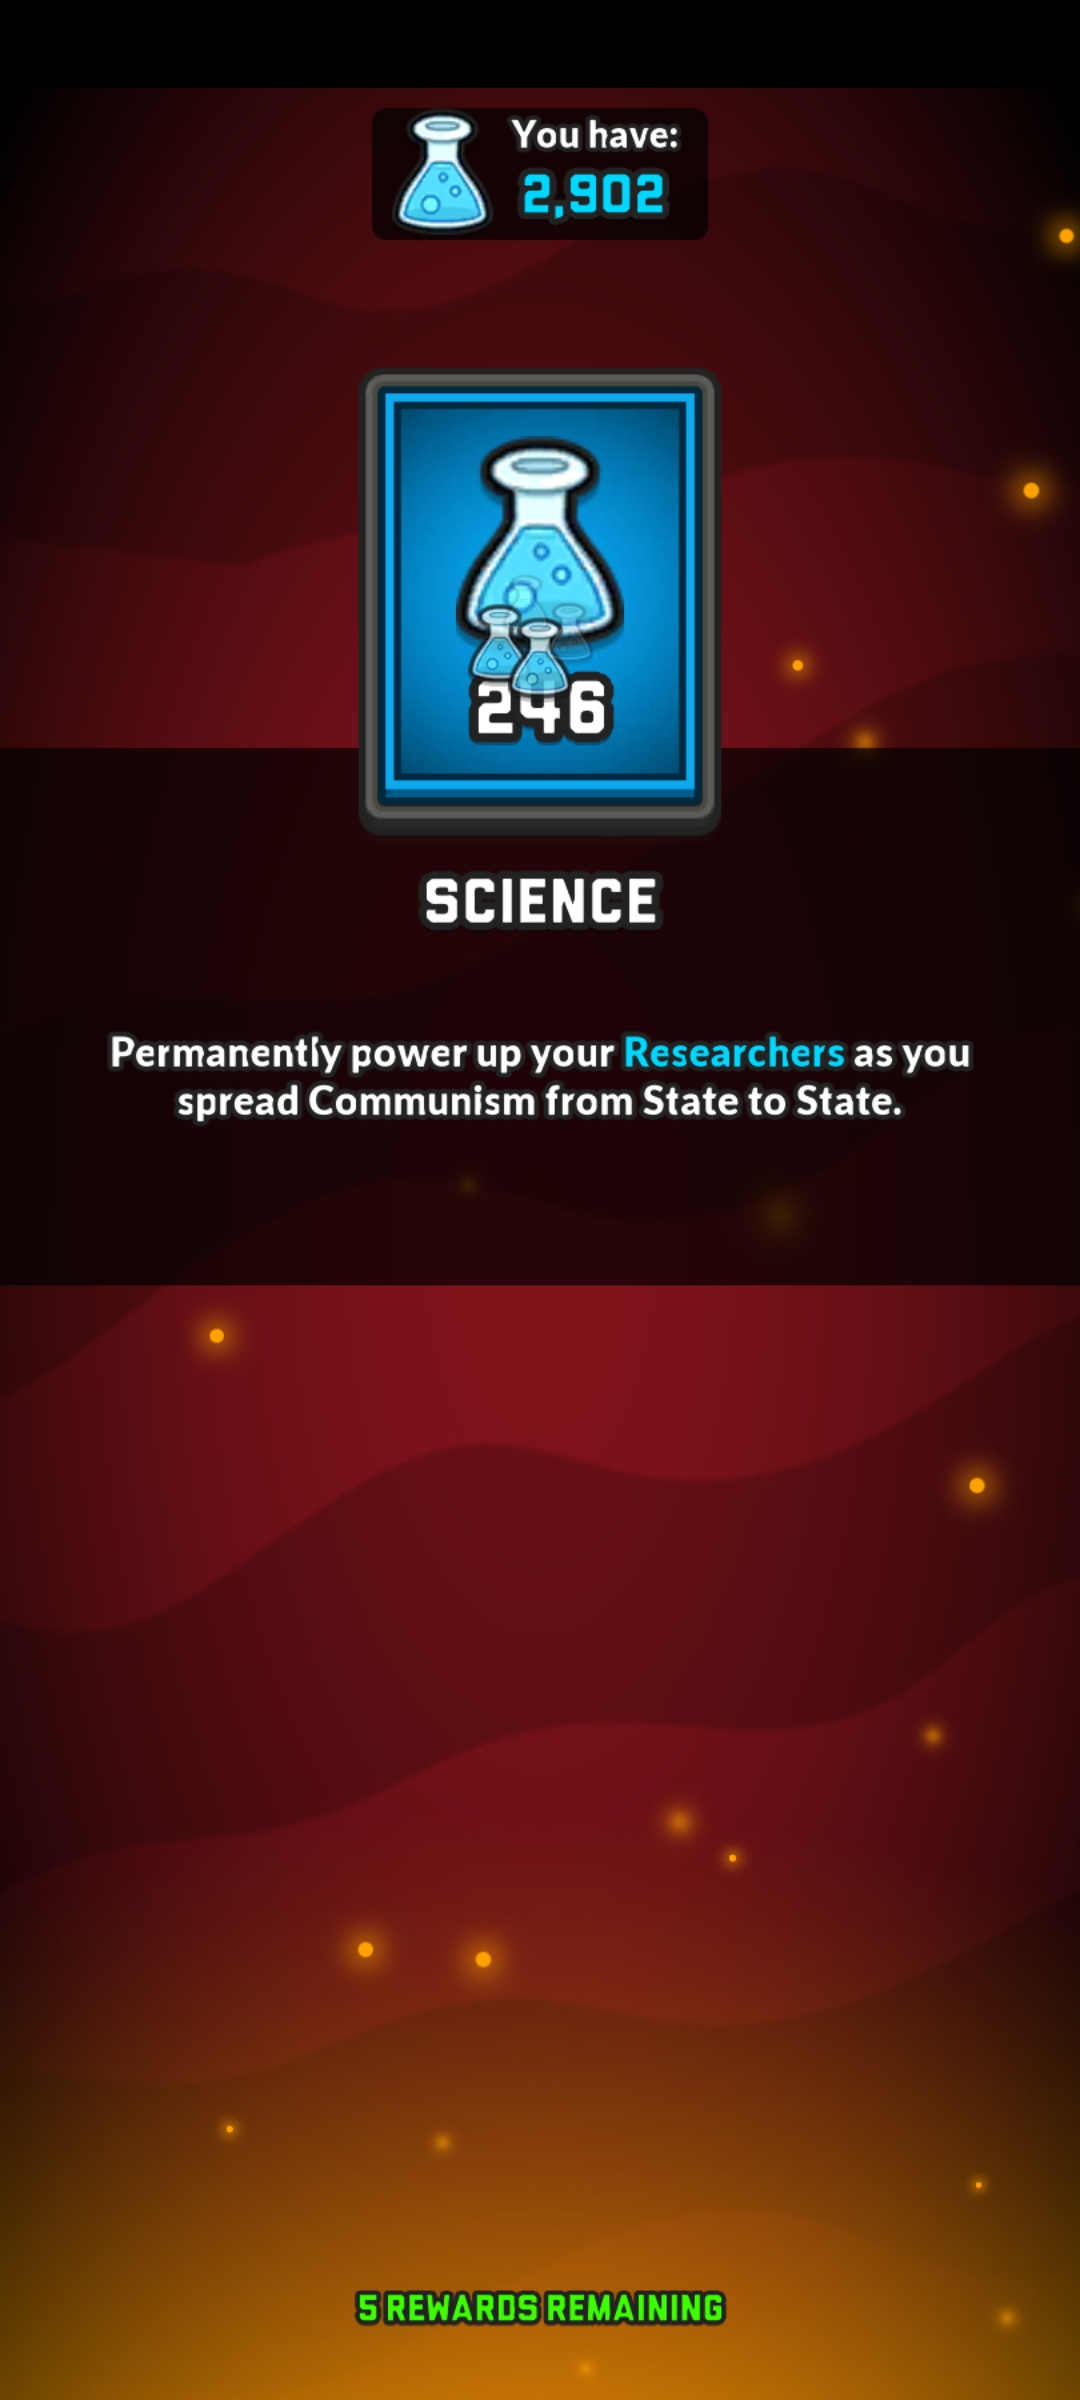 You have:
2,902
246
SCIENCE
Permanently power up your Researchers as you
spread Communism from State to State.
5 REWARDS REMAINING